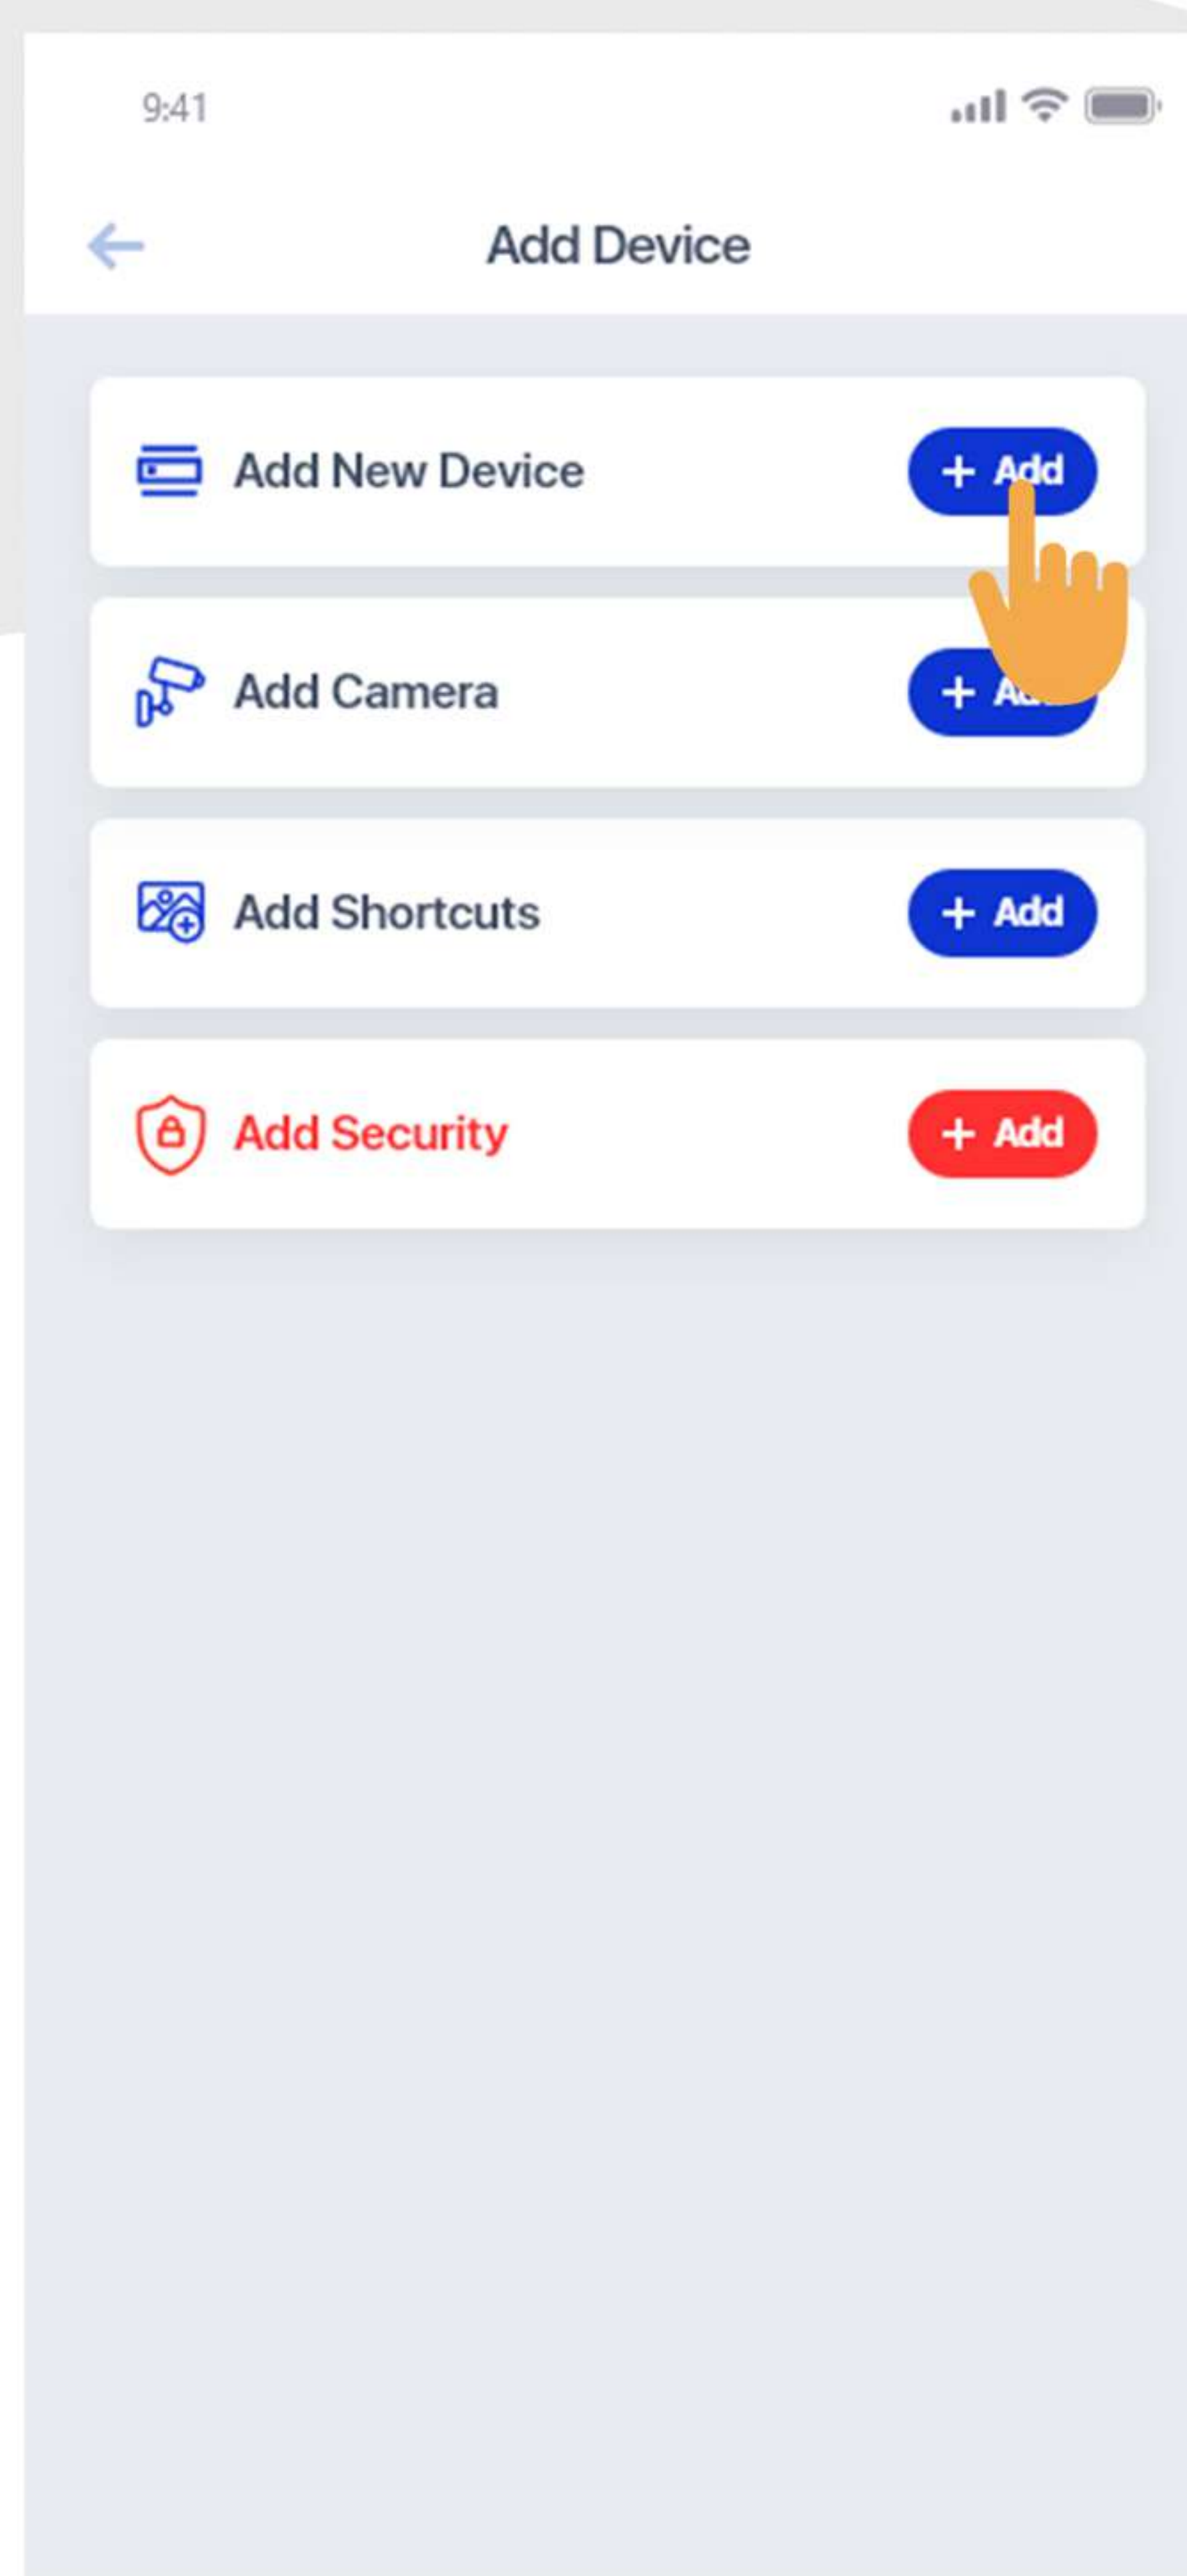 9:41
Add Device
Add New Device
+ Add
Add Camera
+
Add Shortcuts
+ Add
Add Security
+ Add